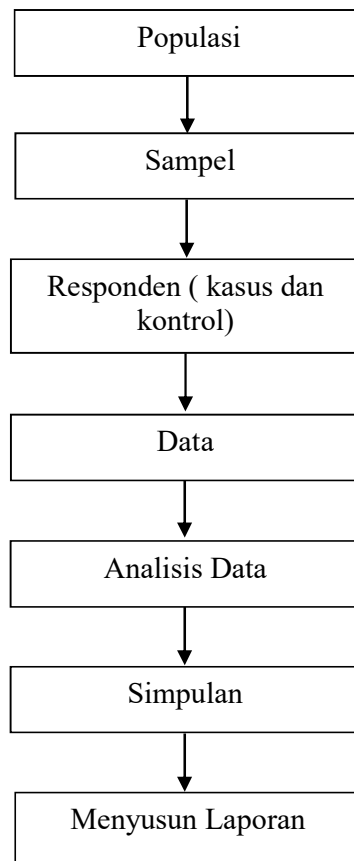 Populasi
Sampel
Responden ( kasus dan
kontrol)
Data
Analisis Data
Simpulan
Menyusun Laporan